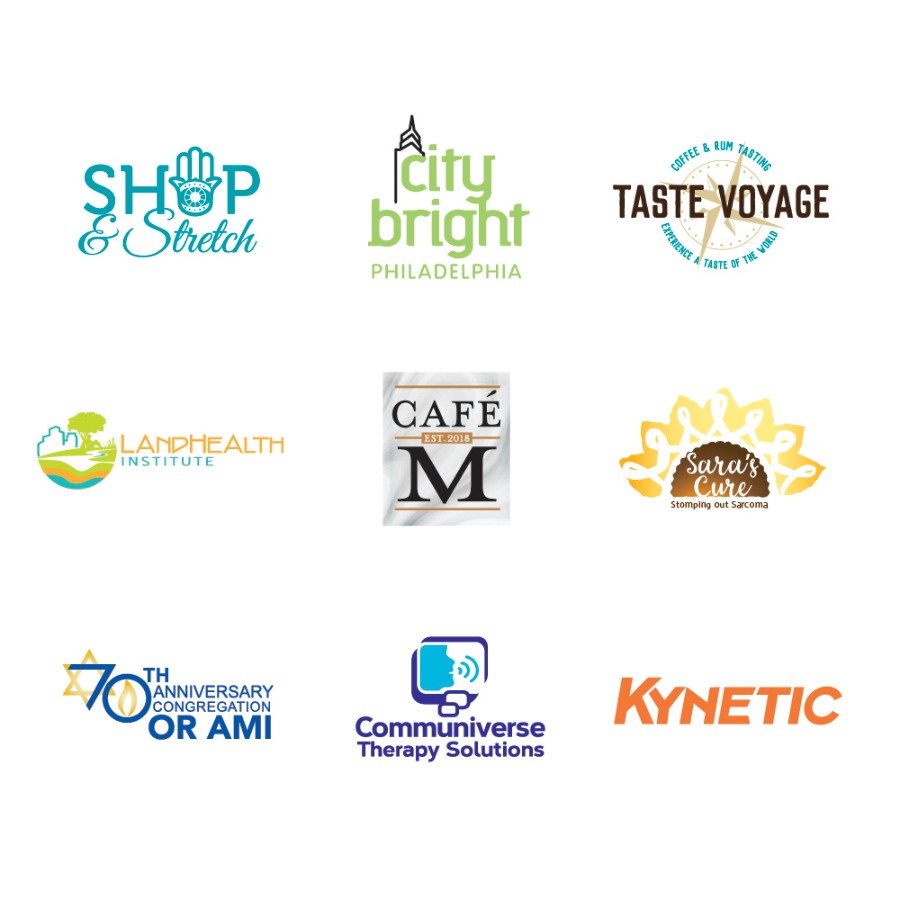 SHOP
& Stretch
city
bright
PHILADELPHIA
COFFEE & RUM TASTING
TASTE VOYAGE
EXPERIENCE A TASTE OF THE WORLD
LANDHEALTH
INSTITUTE
CAFÉ
EST. 2018
M
Sara's
Cure
Stomping out Sarcoma
70TH
ANNIVERSARY
CONGREGATION
OR AMI
Communiverse
Therapy Solutions
KYNETIC